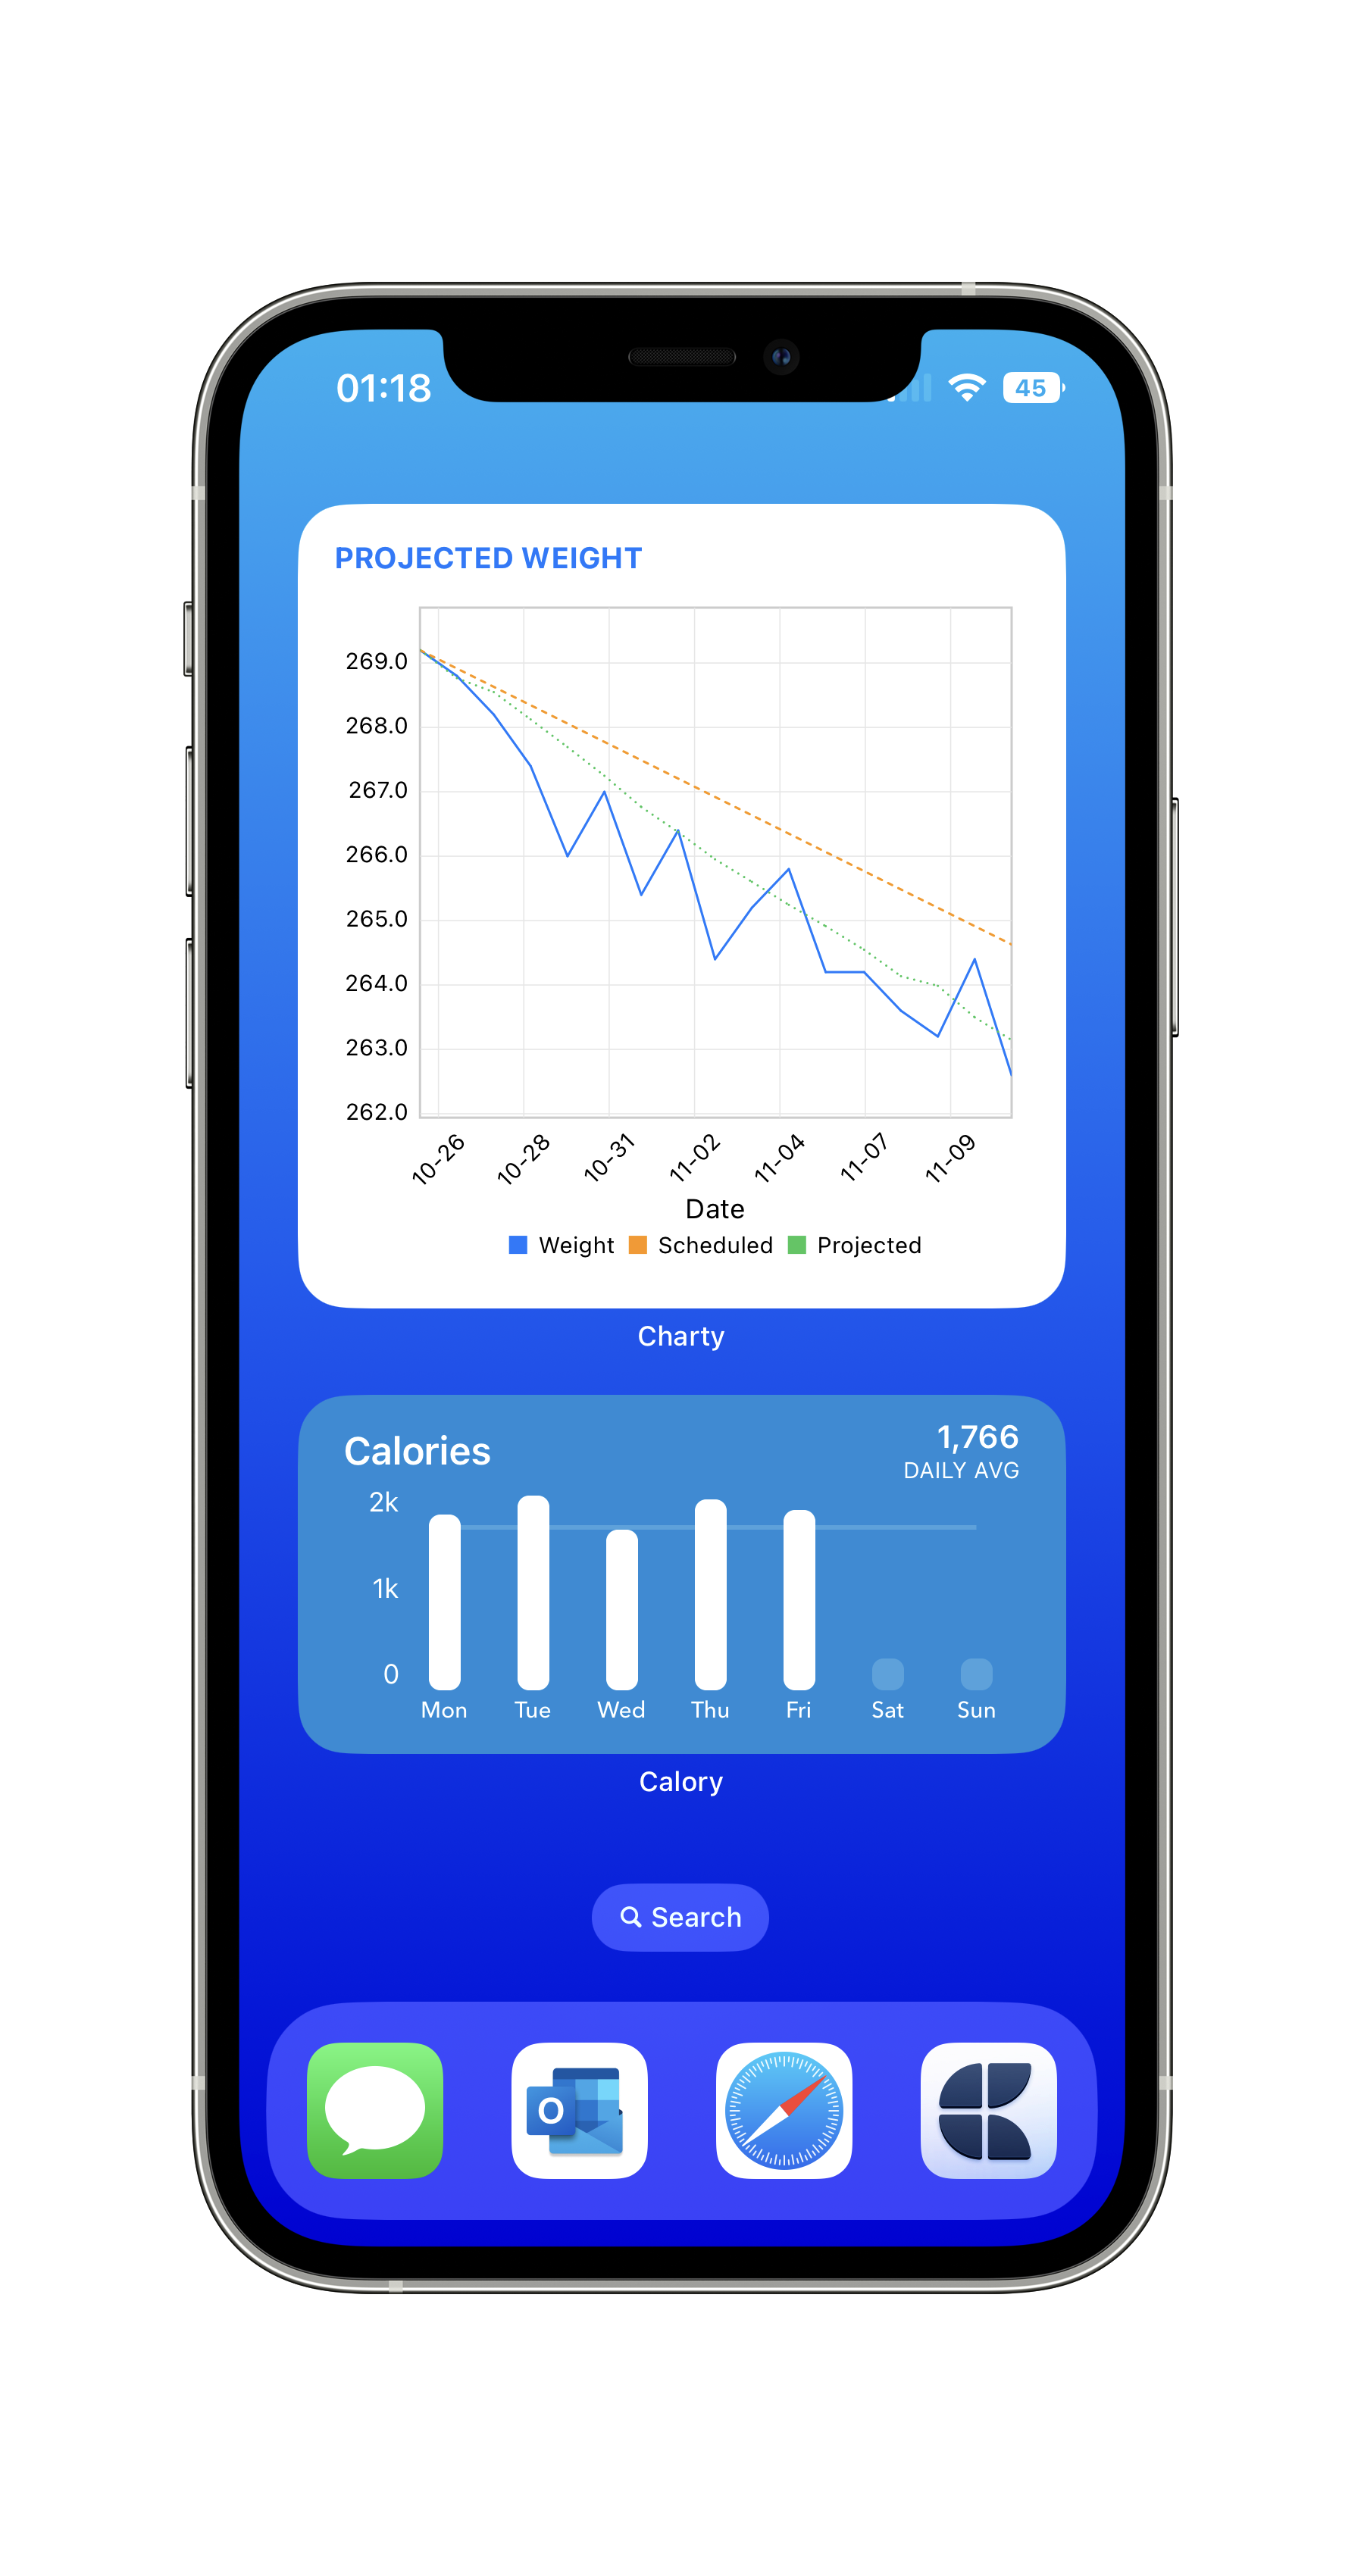 01:18
45
PROJECTED WEIGHT
269.0
268.0
267.0
266.0
265.0
264.0
263.0
262.0
10-26 10-28 10-31 11-02 11-04 11-07 11-09
Date
Weight Scheduled Projected
Charty
Calories
1,766
DAILY AVG
2k
1k
0
Mon Tue Wed Thu Fri Sat Sun
Calory
Search
O